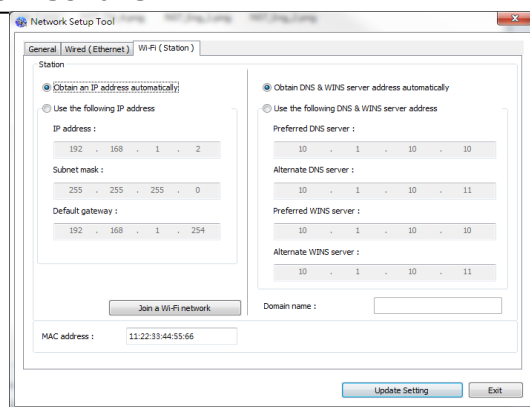 Network Setup Tool
General Wired ( Ethernet ) Wi-Fi ( Station )
Station
Obtain an IP address automatically
Use the following IP address
IP address :
192 . 168 . 1 . 2
Subnet mask :
255 . 255 . 255 . 0
Default gateway :
192 . 168 . 1 . 254
Join a Wi-Fi network
Obtain DNS & WINS server address automatically
Use the following DNS & WINS server address
Preferred DNS server :
10 . 1 . 10 . 10
Alternate DNS server :
10 . 1 . 10 . 11
Preferred WINS server :
10 . 1 . 10 . 10
Alternate WINS server :
10 . 1 . 10 . 11
Domain name :
MAC address : 11:22:33:44:55:66
Update Setting Exit